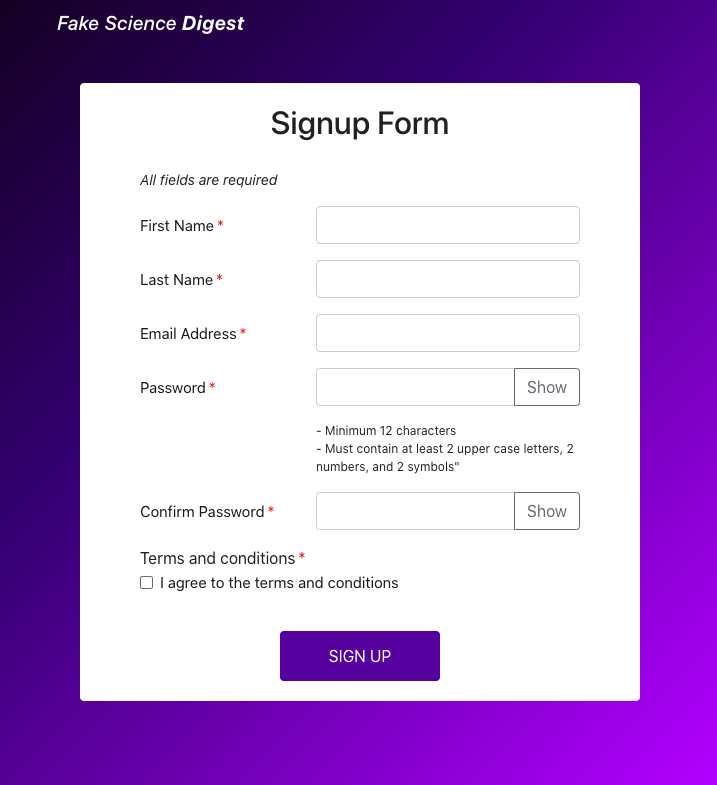 Fake Science Digest
Signup Form
All fields are required
First Name *
Last Name *
Email Address *
Password *
Show
- Minimum 12 characters
- Must contain at least 2 upper case letters, 2
numbers, and 2 symbols"
Confirm Password *
Show
Terms and conditions *
I agree to the terms and conditions
SIGN UP